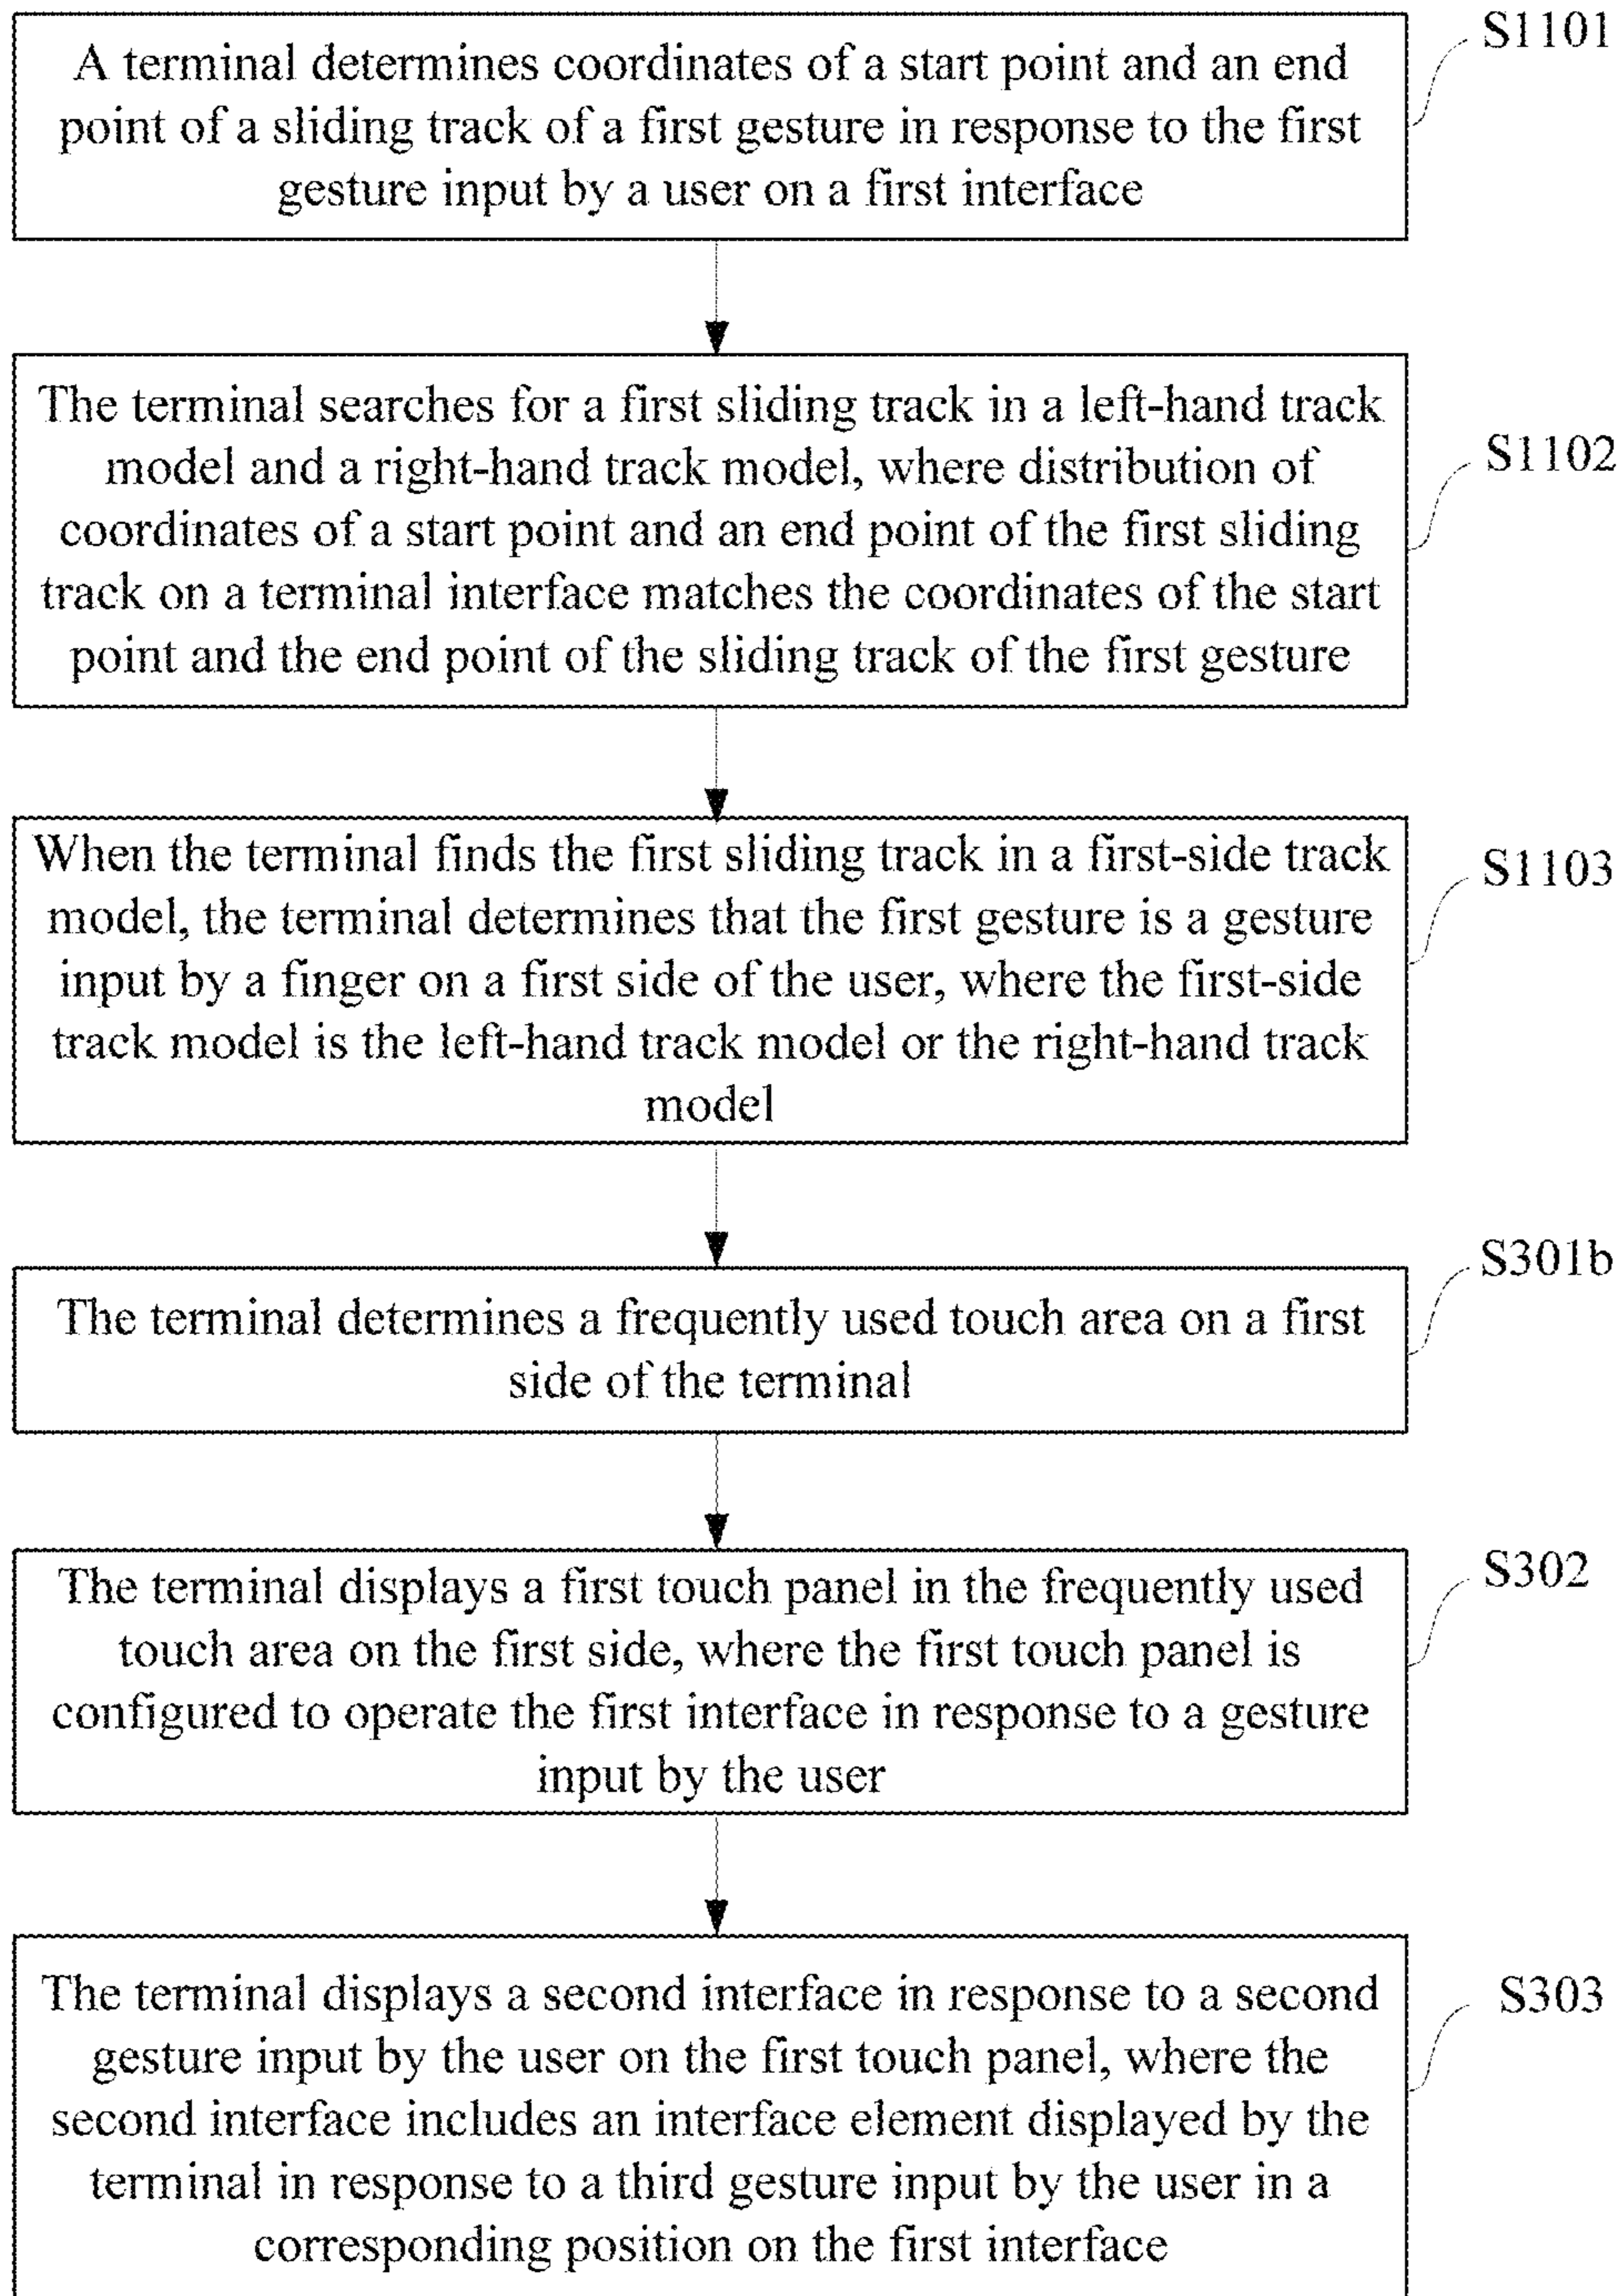 A terminal determines coordinates of a start point and an end
point of a sliding track of a first gesture in response to the first
gesture input by a user on a first interface
S1101
The terminal searches for a first sliding track in a left-hand track
model and a right-hand track model, where distribution of
coordinates of a start point and an end point of the first sliding
track on a terminal interface matches the coordinates of the start
point and the end point of the sliding track of the first gesture
S1102
When the terminal finds the first sliding track in a first-side track
model, the terminal determines that the first gesture is a gesture
input by a finger on a first side of the user, where the first-side
track model is the left-hand track model or the right-hand track
model
S1103
The terminal determines a frequently used touch area on a first
side of the terminal
S301b
The terminal displays a first touch panel in the frequently used
touch area on the first side, where the first touch panel is
configured to operate the first interface in response to a gesture
input by the user
S302
The terminal displays a second interface in response to a second
gesture input by the user on the first touch panel, where the
second interface includes an interface element displayed by the
terminal in response to a third gesture input by the user in a
corresponding position on the first interface
S303